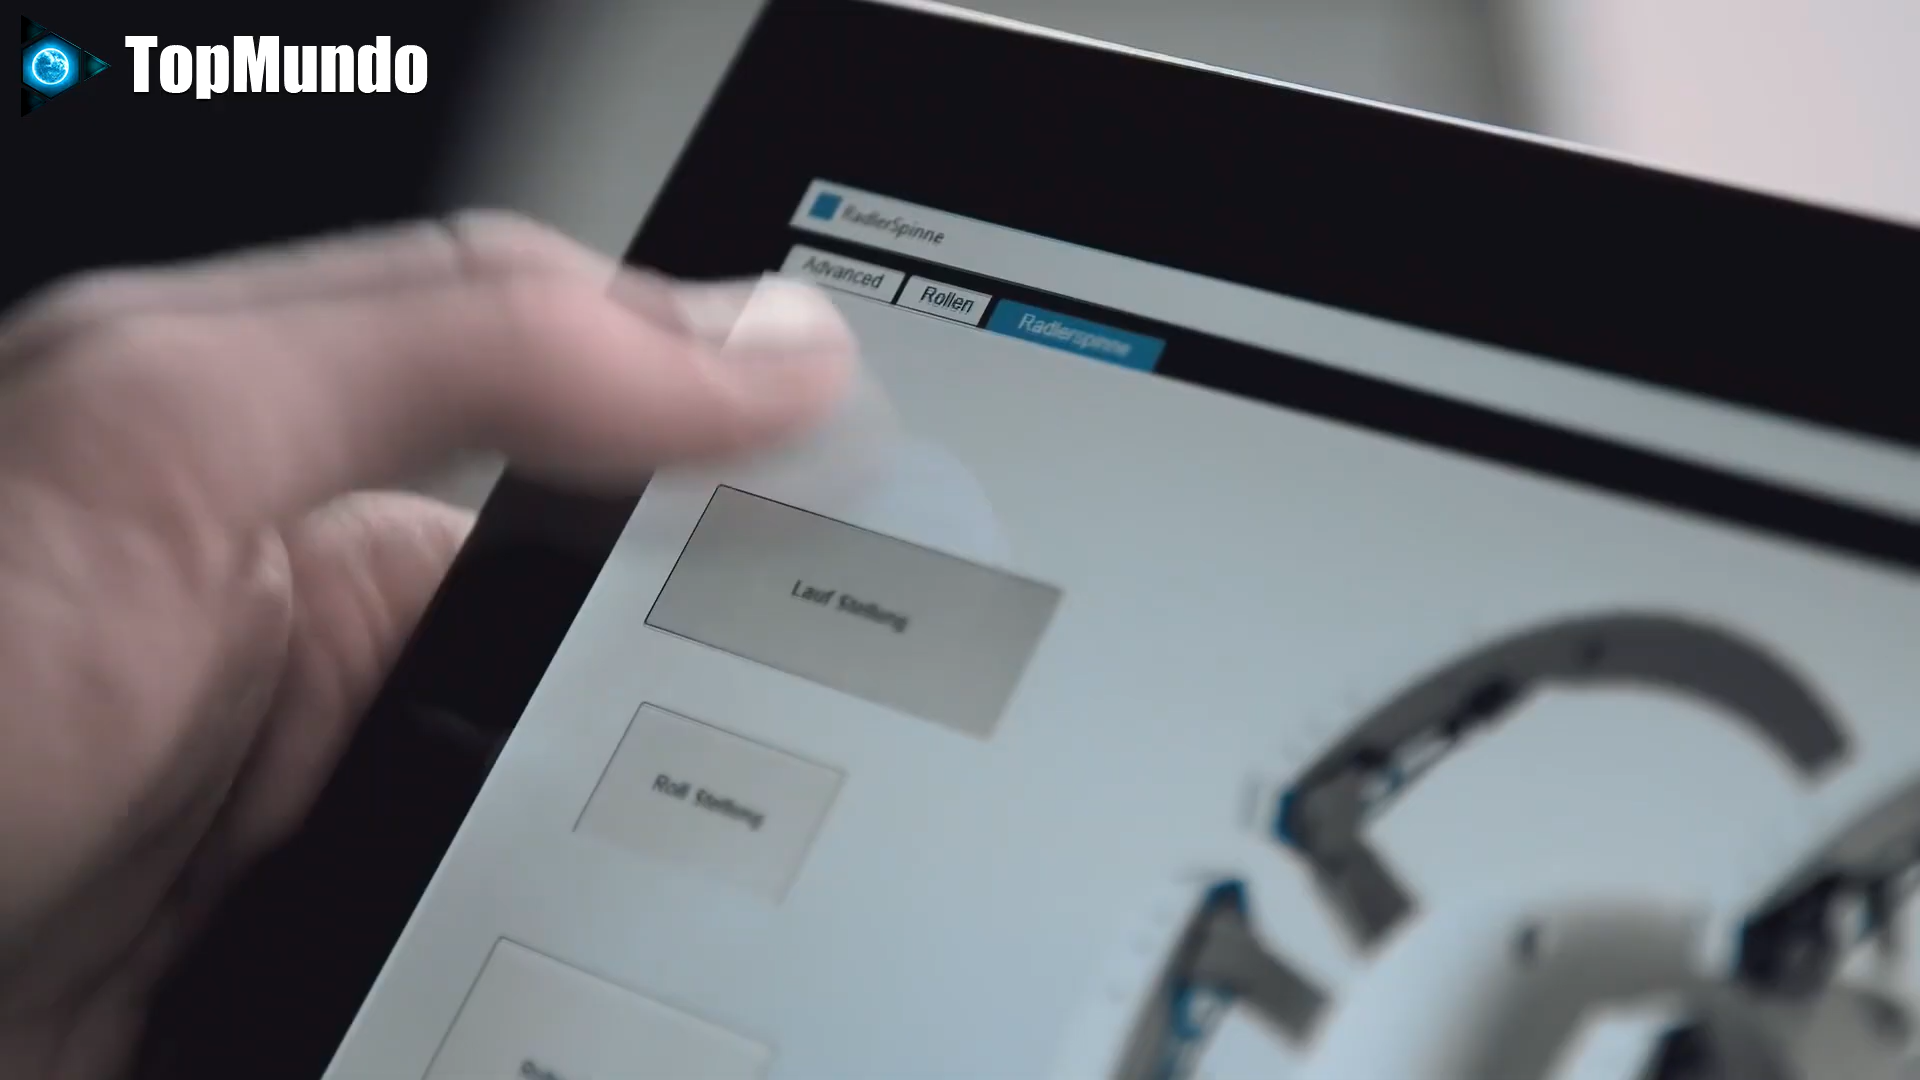 TopMundo
RadlerSpinne
Advanced
Rollen
Radlerspinne
Lauf Stellung
Roll Stellung